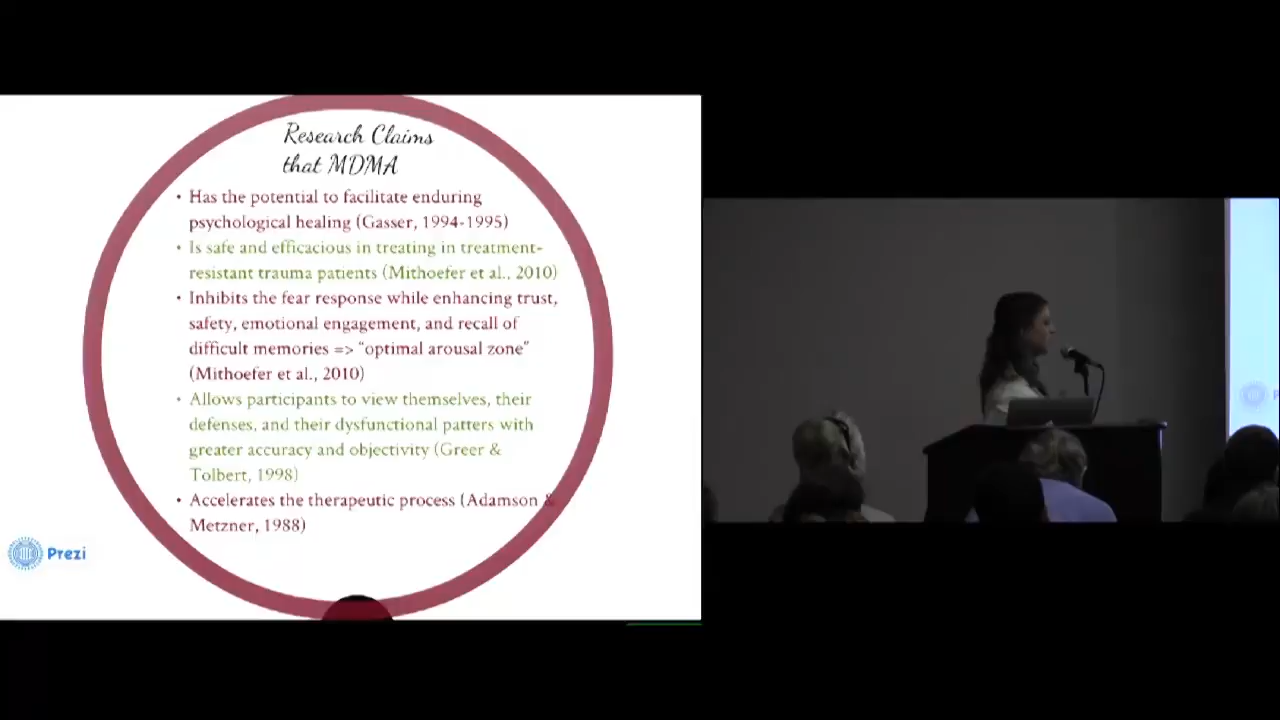 Research Claims
that MDMA
• Has the potential to facilitate enduring
psychological healing (Gasser, 1994-1995)
• Is safe and efficacious in treating in treatment-
resistant trauma patients (Mithoefer et al., 2010)
• Inhibits the fear response while enhancing trust,
safety, emotional engagement, and recall of
difficult memories => “optimal arousal zone”
(Mithoefer et al., 2010)
• Allows participants to view themselves, their
defenses, and their dysfunctional patters with
greater accuracy and objectivity (Greer &
Tolbert, 1998)
• Accelerates the therapeutic process (Adamson &
Metzner, 1988)
Prezi